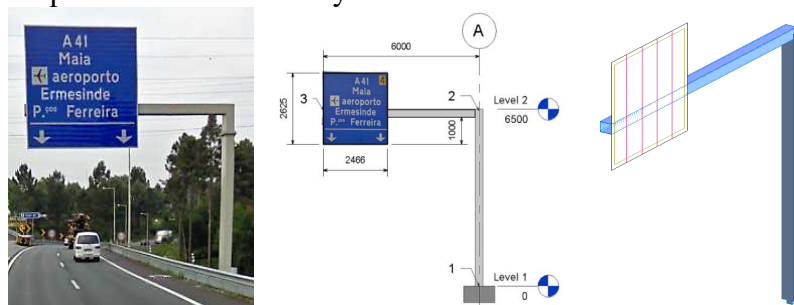 A 41
Maia
aeroporto
Ermesinde
P.ços Ferreira
A
6000
2625
3
A 41
4
Maia
aeroporto
Ermesinde
P.ços Ferreira
2
Level 2
6500
1000
2466
1
Level 1
0